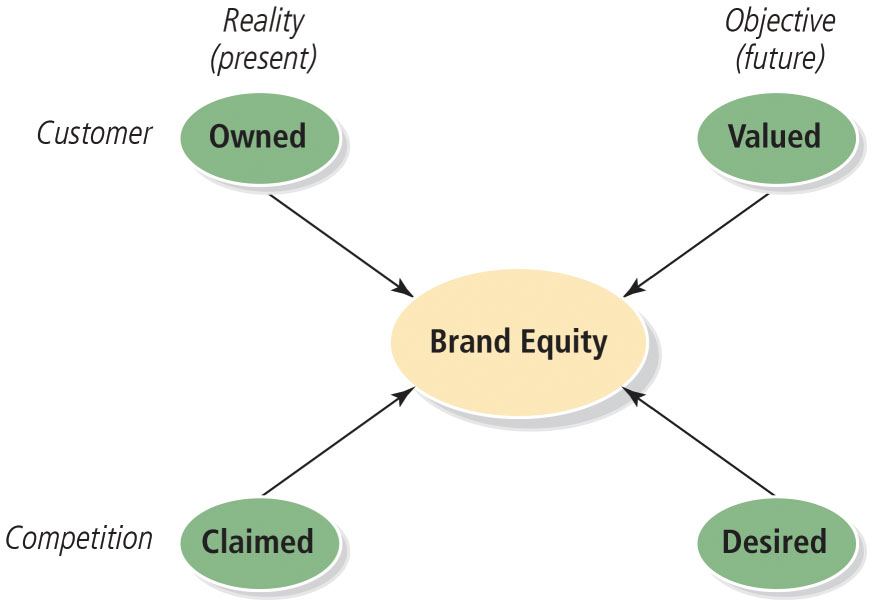 Reality
(present)
Objective
(future)
Customer
Owned
Valued
Brand Equity
Competition
Claimed
Desired